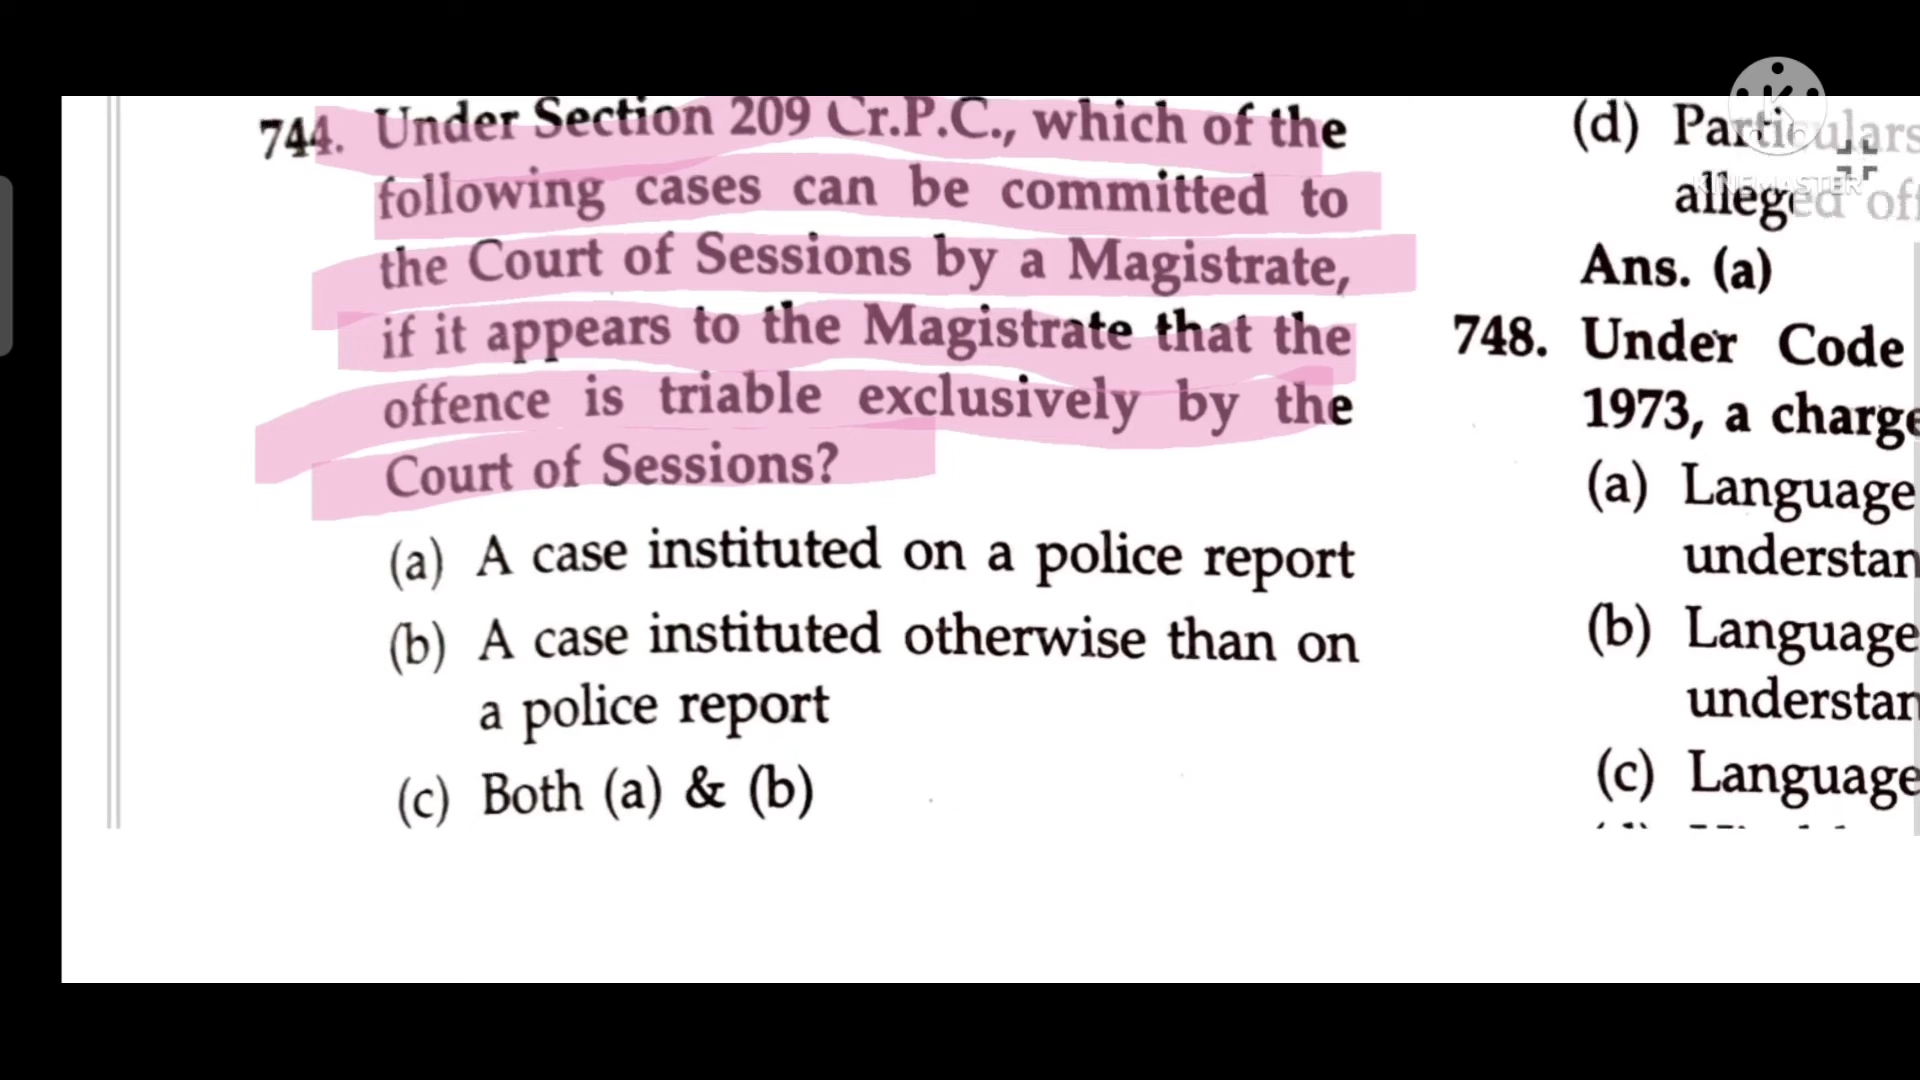 744. Under Section 209 Cr.P.C., which of the
following cases can be committed to
the Court of Sessions by a Magistrate,
if it appears to the Magistrate that the
offence is triable exclusively by the
Court of Sessions?
(a) A case instituted on a police report
(b) A case instituted otherwise than on
a police report
(c) Both (a) & (b)
(d) Particulars
alleged of
Ans. (a)
748. Under Code
1973, a charge
(a) Language
understan
(b) Language
understan
(c) Language
KINEMASTER